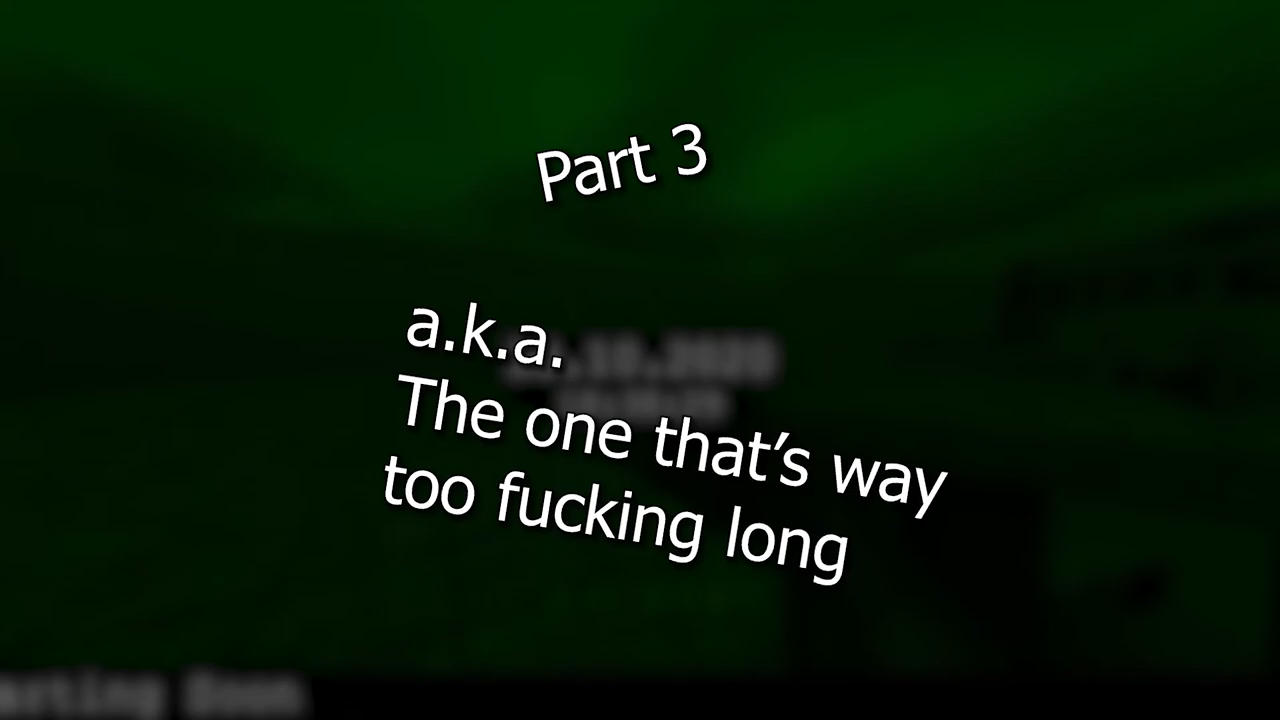 Part 3
a.k.a.
The one that’s way
too fucking long